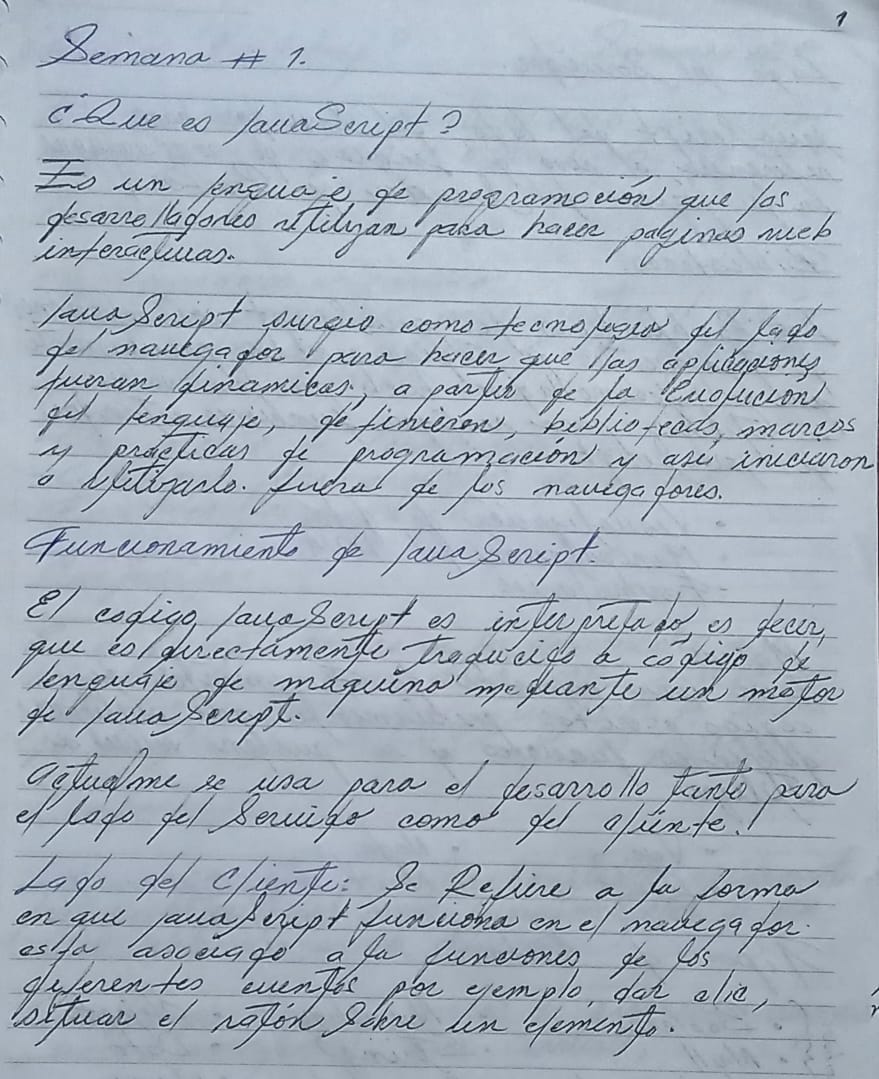 1
Semana # 1.
¿Que es JavaScript?
Es un lenguaje de programación que los
desarrolladores utilizan para hacer paginas web
interactivas.
JavaScript surgio como tecnologia del lado
del navegador para hacer que las aplicaciones
fueran dinamicas, a partir de la Evolucion
del lenguaje, definieron, bibliotecas, marcos
y practicas de programación y asi iniciaron
a utilizarlo. fuera de los navegadores.
Funcionamiento de JavaScript.
El codigo JavaScript es interpretado, es decir,
que es directamente traducido a código de
lenguaje de maquina mediante un motor
de JavaScript.
Actualme se usa para el desarrollo tanto para
el lado del Servido como del cliente.
Lado del Cliente: Se Refiere a la forma
en que JavaScript funciona en el navegador.
esta asociado a la funciones de los
diferentes eventos por ejemplo, dar clic,
situar el ratón Sobre un elemento.